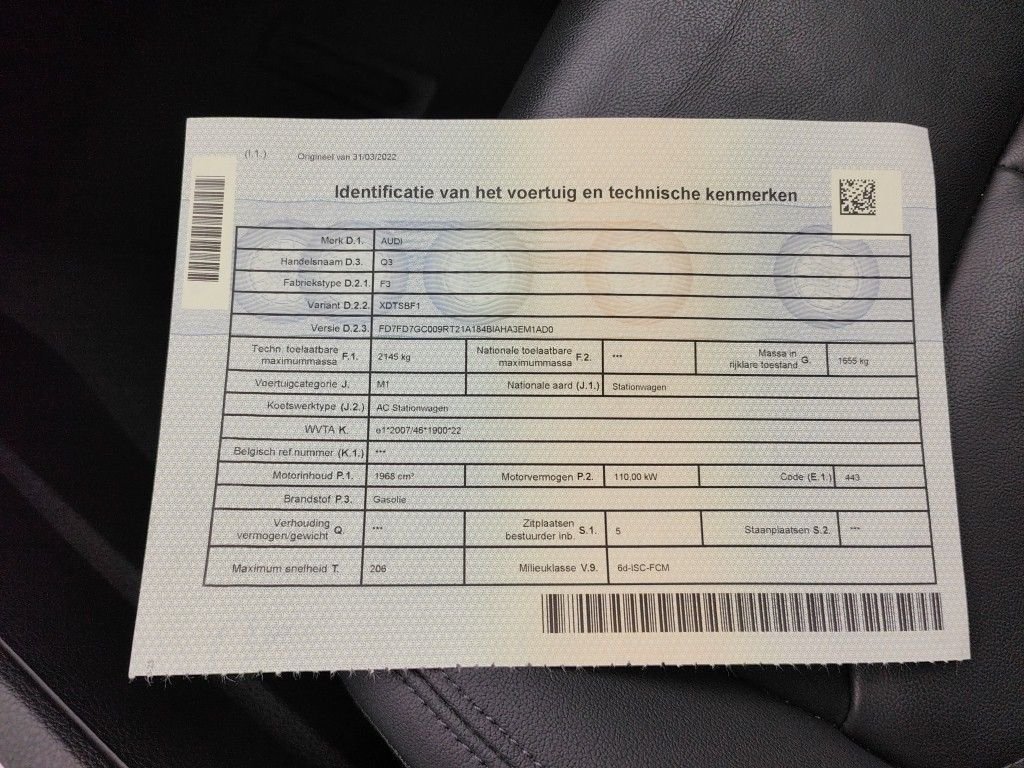 (I.1.) Origineel van 31/03/2022
Identificatie van het voertuig en technische kenmerken
Merk D.1. AUDI
Handelsnaam D.3. Q3
Fabriekstype D.2.1. F3
Variant D.2.2. XDTSBF1
Versie D.2.3. FD7FD7GC009RT21A184BIAHA3EM1AD0
Techn. toelaatbare maximummassa F.1. 2145 kg Nationale toelaatbare maximummassa F.2. *** Massa in rijklare toestand G. 1655 kg
Voertuigcategorie J. M1 Nationale aard (J.1.) Stationwagen
Koetswerktype (J.2.) AC Stationwagen
WVTA K. e1*2007/46*1900*22
Belgisch ref.nummer (K.1.) ***
Motorinhoud P.1. 1968 cm³ Motorvermogen P.2. 110,00 kW Code (E.1.) 443
Brandstof P.3. Gasolie
Verhouding vermogen/gewicht Q. *** Zitplaatsen bestuurder inb. S.1. 5 Staanplaatsen S.2. ***
Maximum snelheid T. 206 Milieuklasse V.9. 6d-ISC-FCM